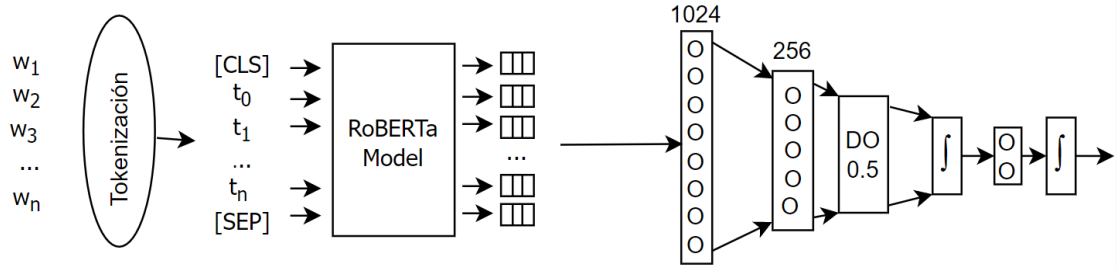 w1
w2
w3
...
wn
Tokenización
[CLS]
t0
t1
...
tn
[SEP]
RoBERTa
Model
...
1024
O
O
O
O
O
O
O
O
256
O
O
O
O
O
DO
0.5
∫
O
O
∫